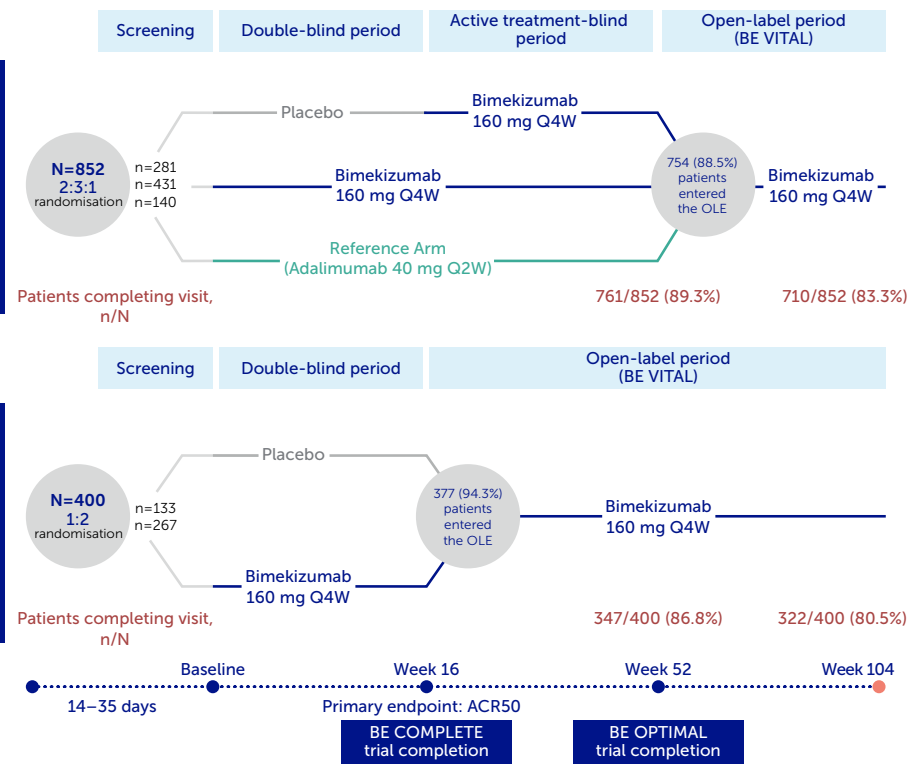 Screening
Double-blind period
Active treatment-blind
period
Open-label period
(BE VITAL)
Placebo
Bimekizumab
160 mg Q4W
N=852
2:3:1
randomisation
n=281
n=431
n=140
Bimekizumab
160 mg Q4W
754 (88.5%)
patients
entered
the OLE
Bimekizumab
160 mg Q4W
Reference Arm
(Adalimumab 40 mg Q2W)
Patients completing visit,
n/N
761/852 (89.3%)
710/852 (83.3%)
Screening
Double-blind period
Open-label period
(BE VITAL)
Placebo
N=400
1:2
randomisation
n=133
n=267
377 (94.3%)
patients
entered
the OLE
Bimekizumab
160 mg Q4W
Bimekizumab
160 mg Q4W
Patients completing visit,
n/N
347/400 (86.8%)
322/400 (80.5%)
Baseline
Week 16
Week 52
Week 104
14–35 days
Primary endpoint: ACR50
BE COMPLETE
trial completion
BE OPTIMAL
trial completion